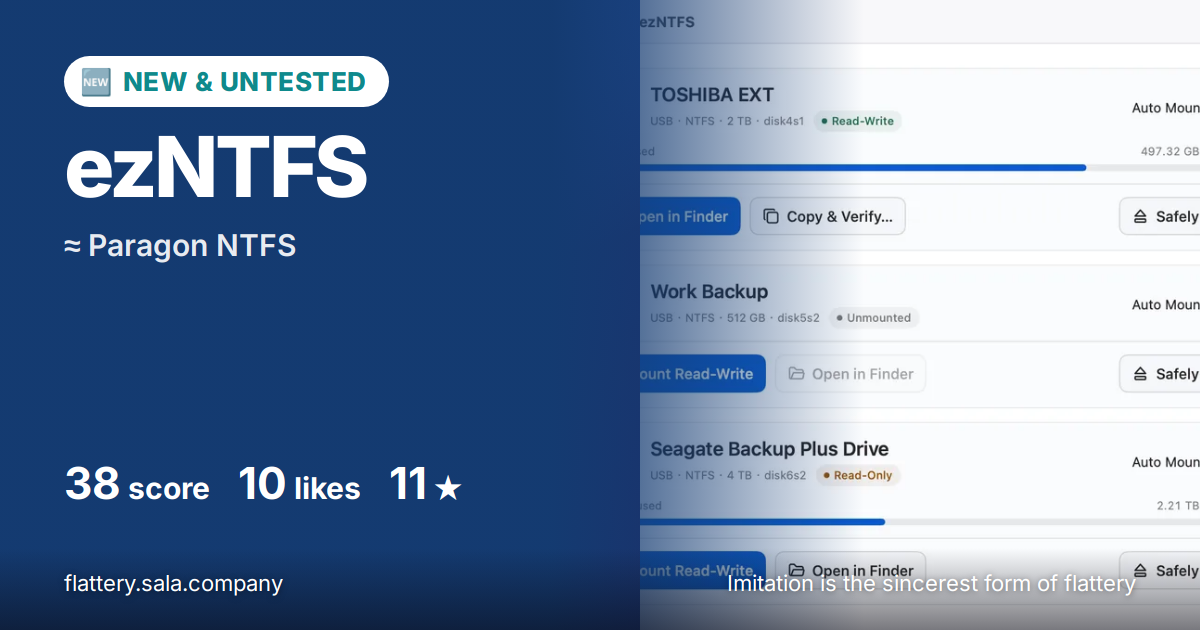 NEW NEW & UNTESTED
ezNTFS
≈ Paragon NTFS
38 score 10 likes 11 ★
flattery.sala.company
ezNTFS
TOSHIBA EXT
USB · NTFS · 2 TB · disk4s1 • Read-Write
Auto Moun
ed 497.32 GB
pen in Finder Copy & Verify... Safely
Work Backup
USB · NTFS · 512 GB · disk5s2 • Unmounted
Auto Moun
ount Read-Write Open in Finder Safely
Seagate Backup Plus Drive
USB · NTFS · 4 TB · disk6s2 • Read-Only
Auto Moun
used 2.21 TB
ount Read-Write Open in Finder Safely
Imitation is the sincerest form of flattery